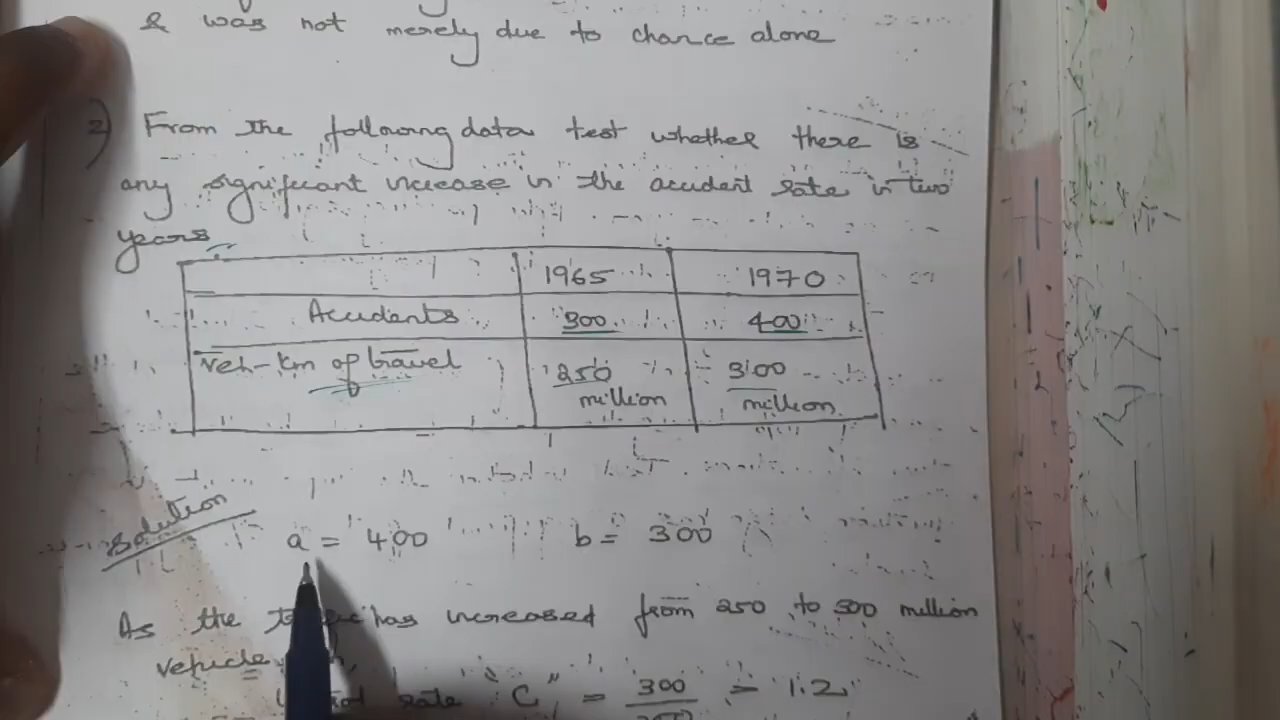 & was not merely due to chance alone
2) From the following data test whether there is
any significant increase in the accident rate in two
years
1965 1970
Accidents 300 400
Veh-km of travel 250 million 300 million
Solution
a = 400 b = 300
As the has increased from 250 to 300 million
vehicle
rate "C" = 300 = 1.2